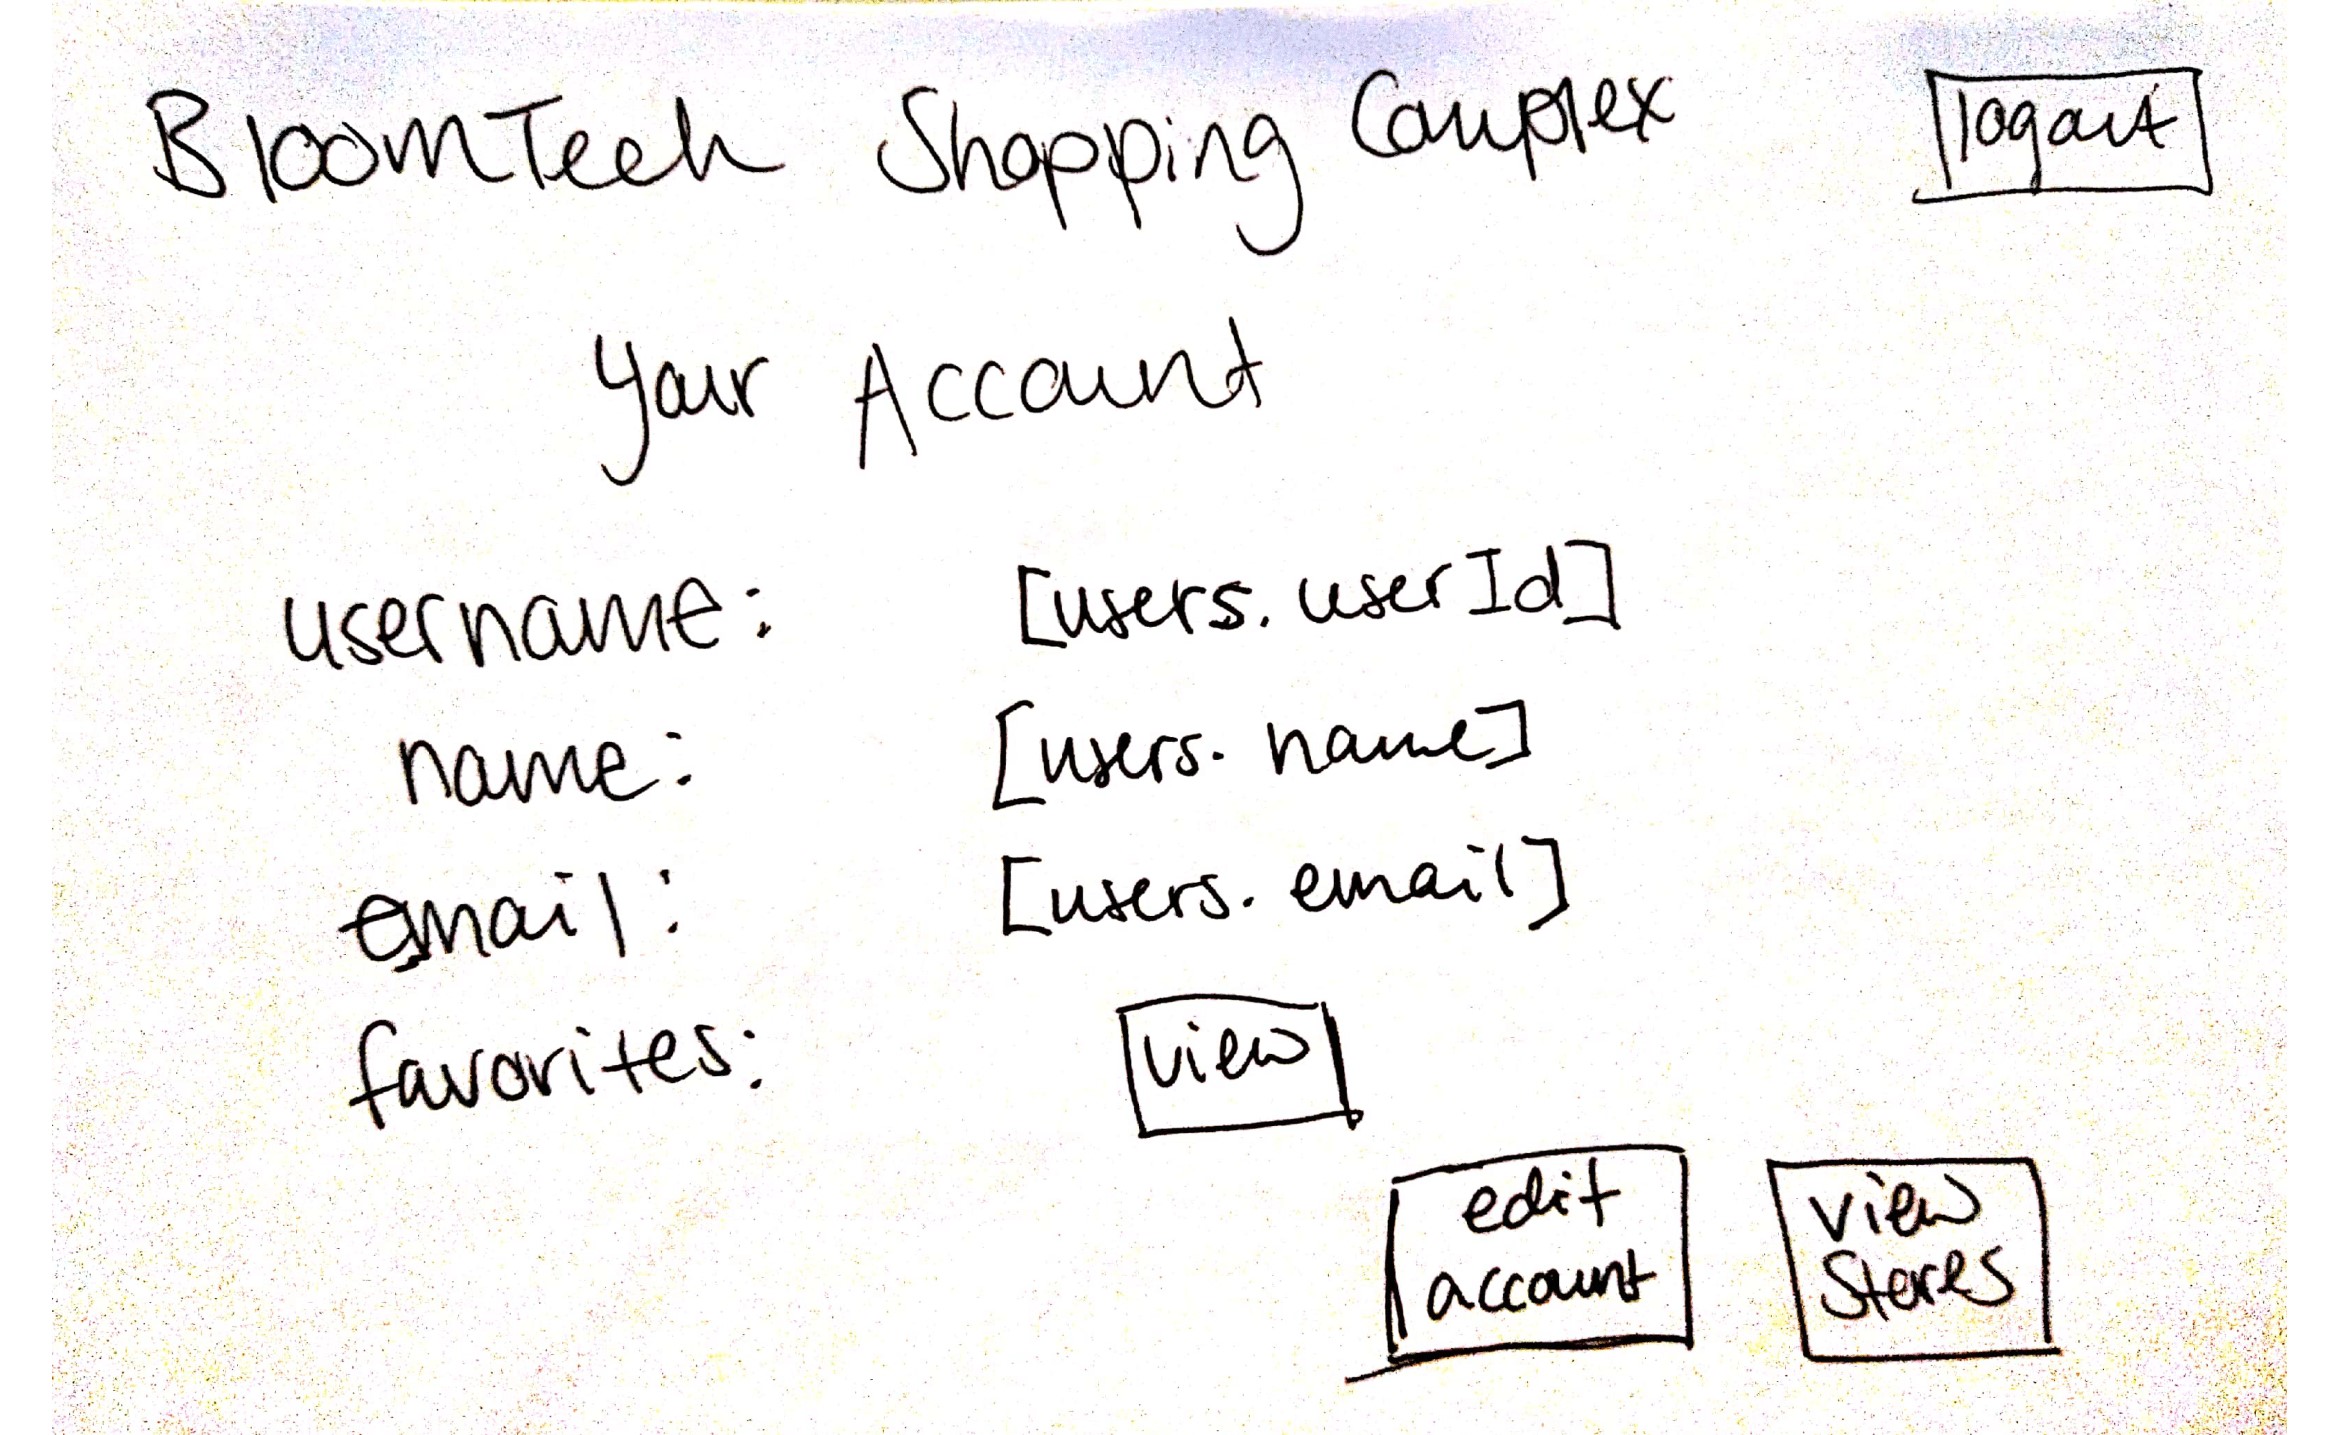 BloomTech Shopping Complex logout
Your Account
username: [users.userId]
name: [users.name]
email: [users.email]
favorites: view
edit account
view stores